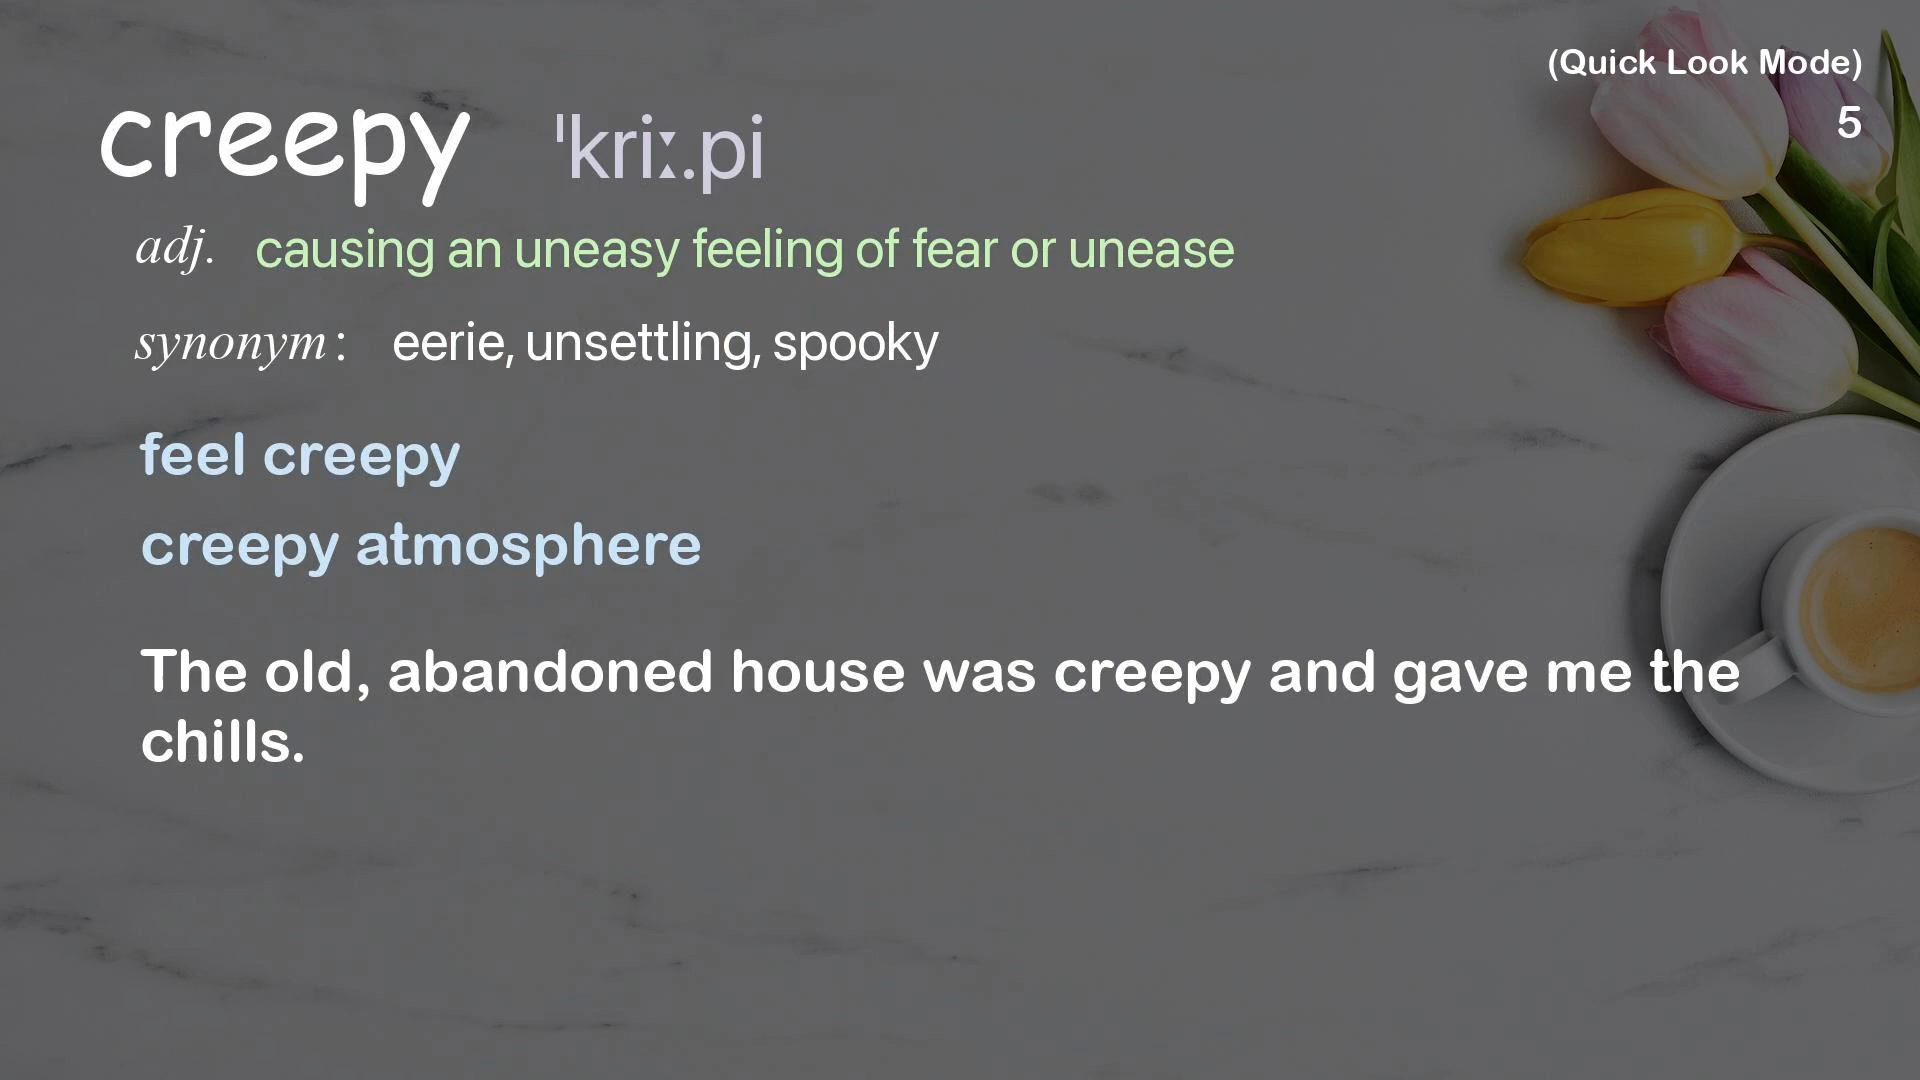 (Quick Look Mode)
5
creepy ˈkriː.pi
adj. causing an uneasy feeling of fear or unease
synonym: eerie, unsettling, spooky
feel creepy
creepy atmosphere
The old, abandoned house was creepy and gave me the
chills.